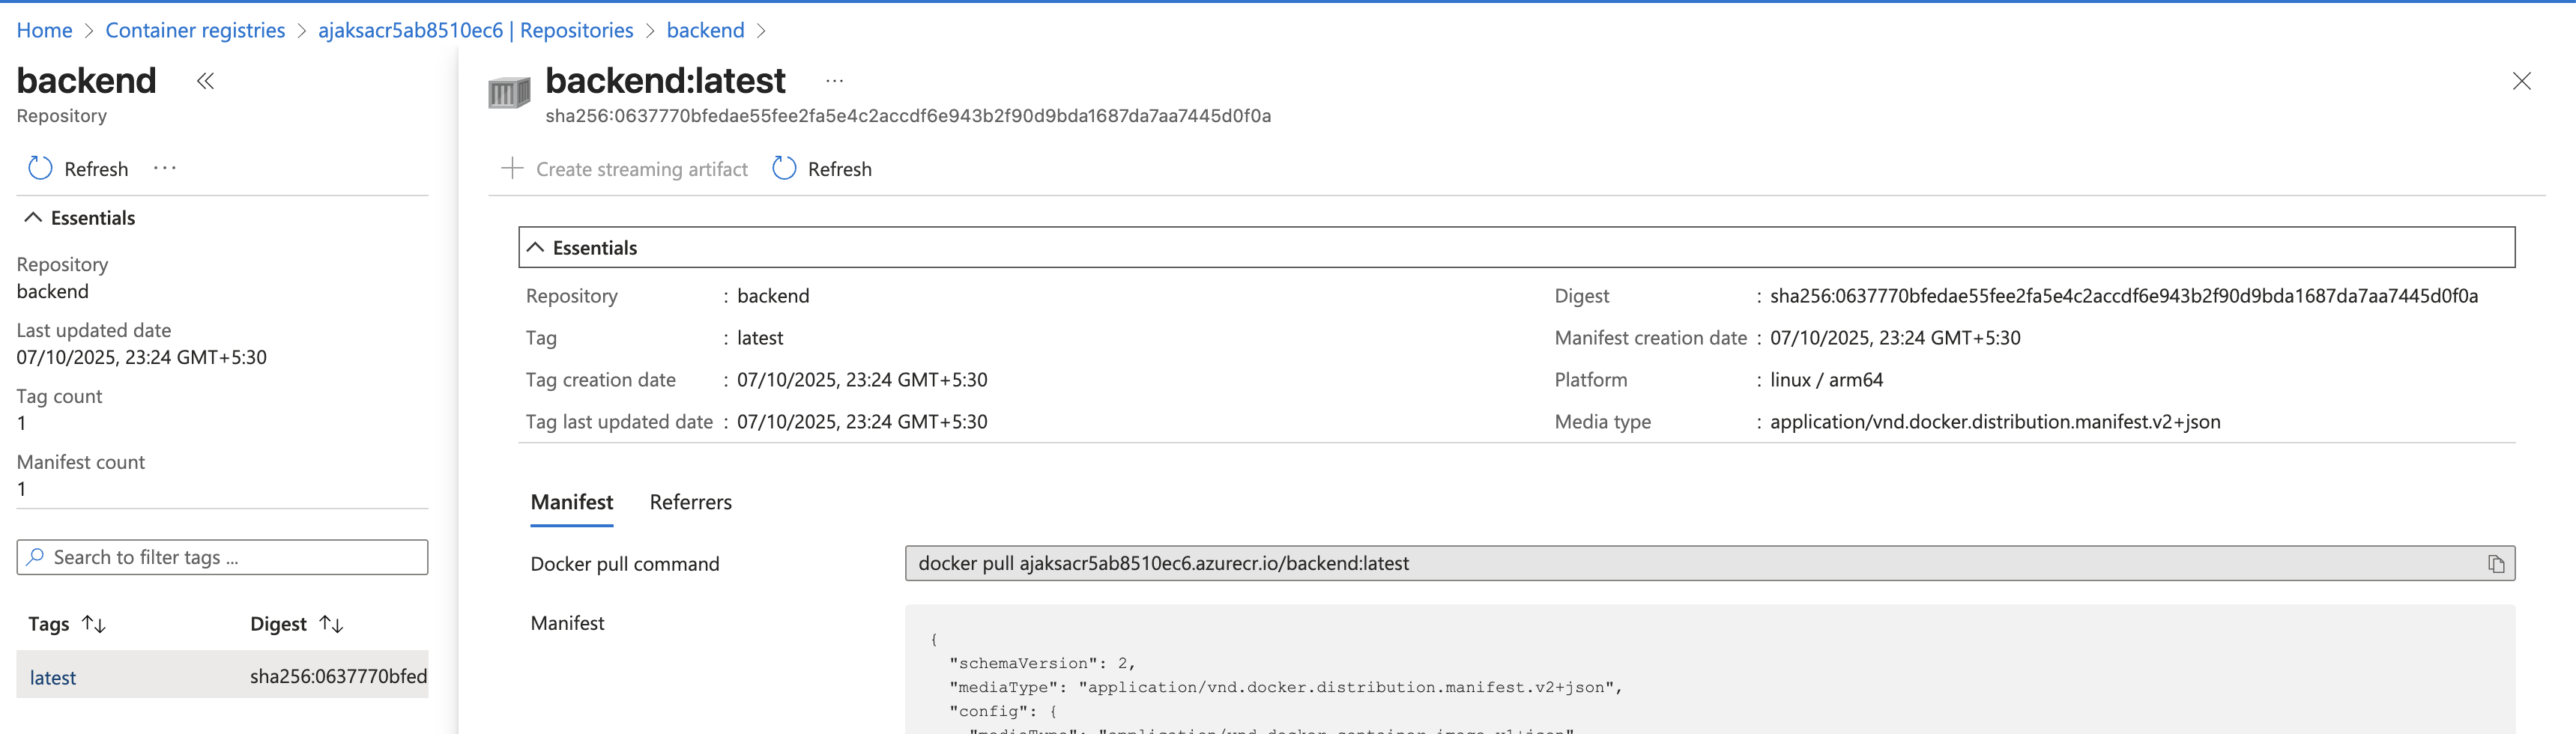 Home > Container registries > ajaksacr5ab8510ec6 | Repositories > backend >
backend
Repository
Refresh ...
Essentials
Repository
backend
Last updated date
07/10/2025, 23:24 GMT+5:30
Tag count
1
Manifest count
1
Search to filter tags ...
Tags Digest
latest sha256:0637770bfed
backend:latest ...
sha256:0637770bfedae55fee2fa5e4c2accdf6e943b2f90d9bda1687da7aa7445d0f0a
Create streaming artifact Refresh
Essentials
Repository : backend
Tag : latest
Tag creation date : 07/10/2025, 23:24 GMT+5:30
Tag last updated date : 07/10/2025, 23:24 GMT+5:30
Digest : sha256:0637770bfedae55fee2fa5e4c2accdf6e943b2f90d9bda1687da7aa7445d0f0a
Manifest creation date : 07/10/2025, 23:24 GMT+5:30
Platform : linux / arm64
Media type : application/vnd.docker.distribution.manifest.v2+json
Manifest Referrers
Docker pull command docker pull ajaksacr5ab8510ec6.azurecr.io/backend:latest
Manifest
{
"schemaVersion": 2,
"mediaType": "application/vnd.docker.distribution.manifest.v2+json",
"config": {